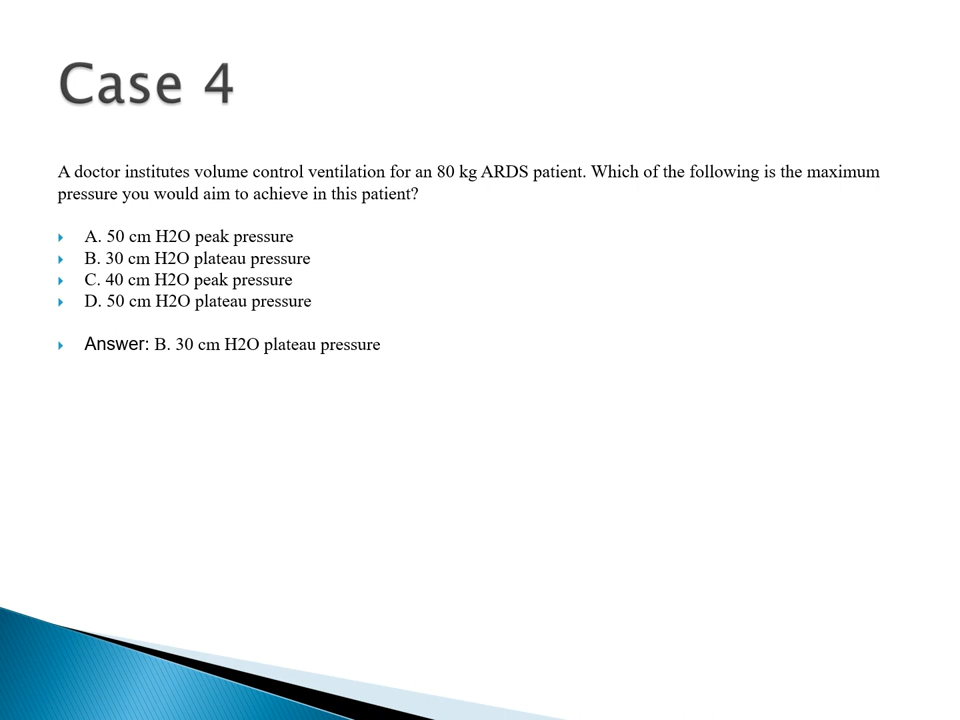 Case 4
A doctor institutes volume control ventilation for an 80 kg ARDS patient. Which of the following is the maximum
pressure you would aim to achieve in this patient?
A. 50 cm H2O peak pressure
B. 30 cm H2O plateau pressure
C. 40 cm H2O peak pressure
D. 50 cm H2O plateau pressure
Answer: B. 30 cm H2O plateau pressure